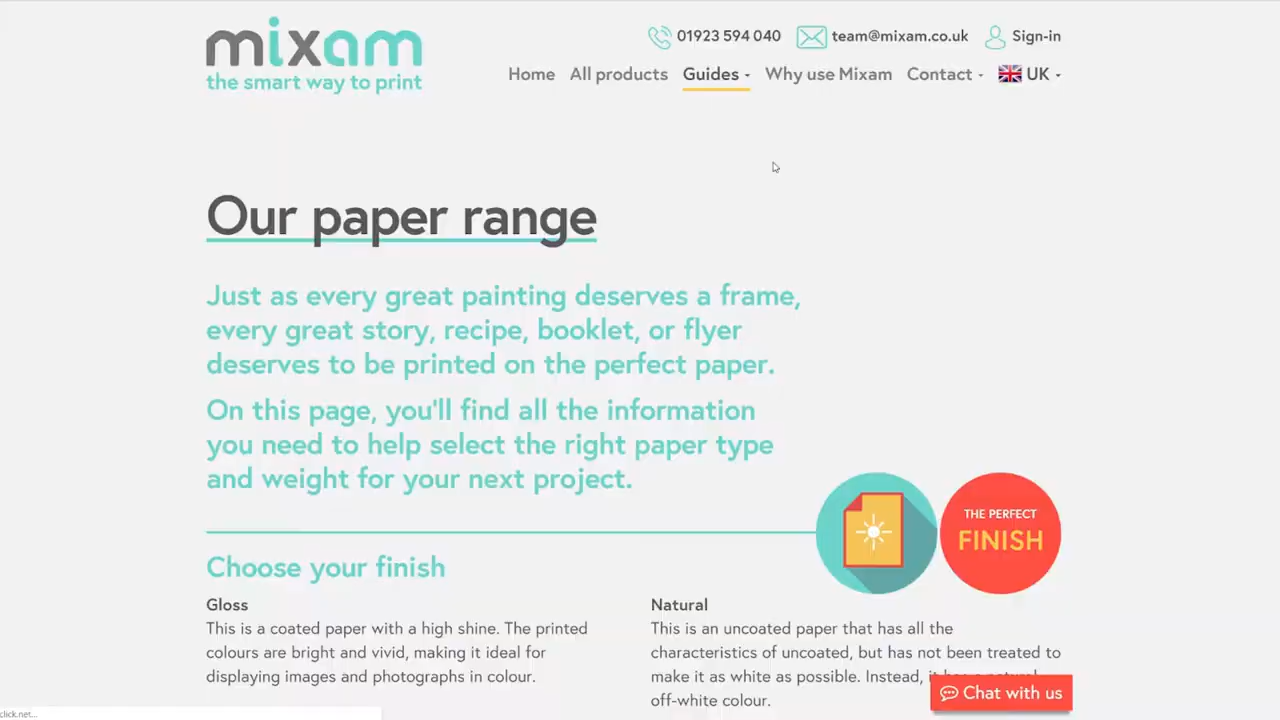 mixam
the smart way to print
01923 594 040
team@mixam.co.uk
Sign-in
Home
All products
Guides
Why use Mixam
Contact
UK
Our paper range
Just as every great painting deserves a frame,
every great story, recipe, booklet, or flyer
deserves to be printed on the perfect paper.
On this page, you'll find all the information
you need to help select the right paper type
and weight for your next project.
THE PERFECT
FINISH
Choose your finish
Gloss
This is a coated paper with a high shine. The printed
colours are bright and vivid, making it ideal for
displaying images and photographs in colour.
Natural
This is an uncoated paper that has all the
characteristics of uncoated, but has not been treated to
make it as white as possible. Instead,
off-white colour.
Chat with us
click.net...